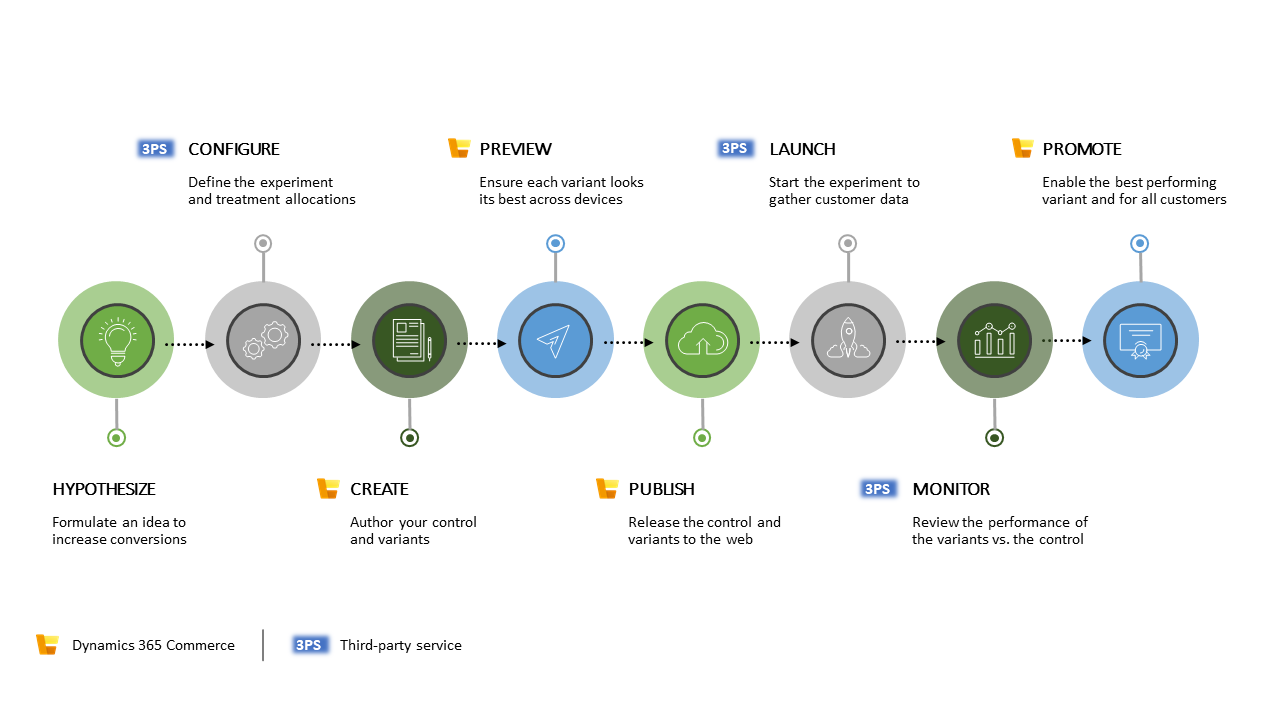 3PS CONFIGURE
Define the experiment
and treatment allocations
PREVIEW
Ensure each variant looks
its best across devices
3PS LAUNCH
Start the experiment to
gather customer data
PROMOTE
Enable the best performing
variant and for all customers
HYPOTHESIZE
Formulate an idea to
increase conversions
CREATE
Author your control
and variants
PUBLISH
Release the control and
variants to the web
3PS MONITOR
Review the performance of
the variants vs. the control
Dynamics 365 Commerce
3PS Third-party service